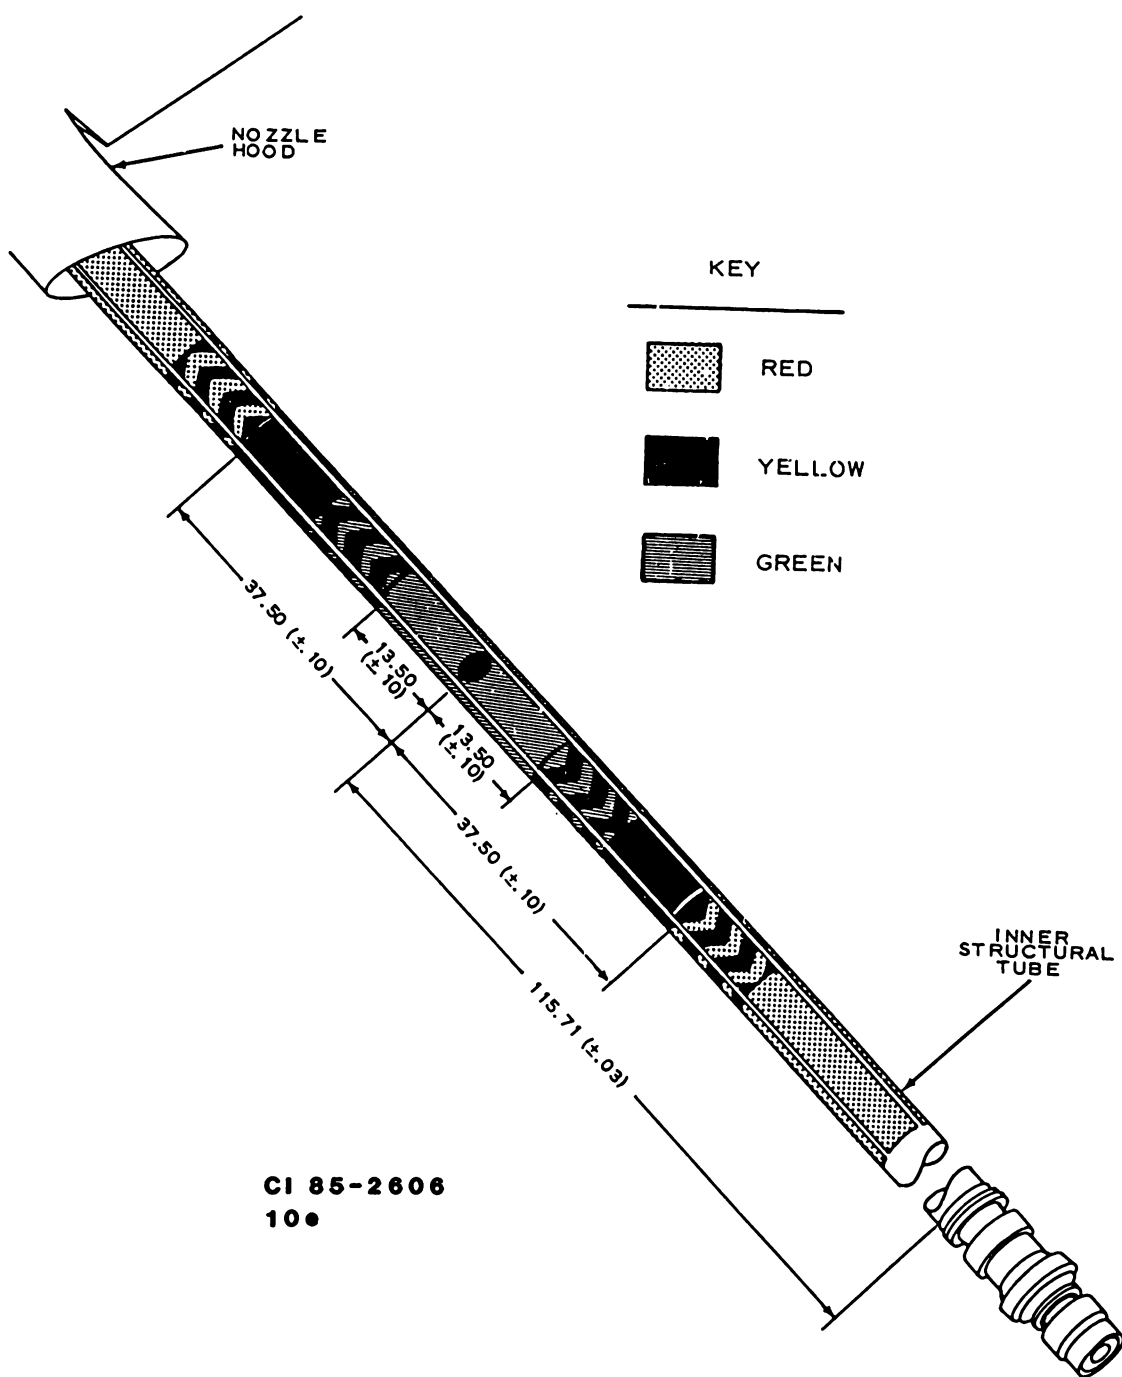 NOZZLE
HOOD
KEY
RED
YELLOW
GREEN
37.50 (±.10)
13.50
(±.10)
13.50
(±.10)
37.50 (±.10)
115.71 (±.03)
INNER
STRUCTURAL
TUBE
CI 85-2606
10e